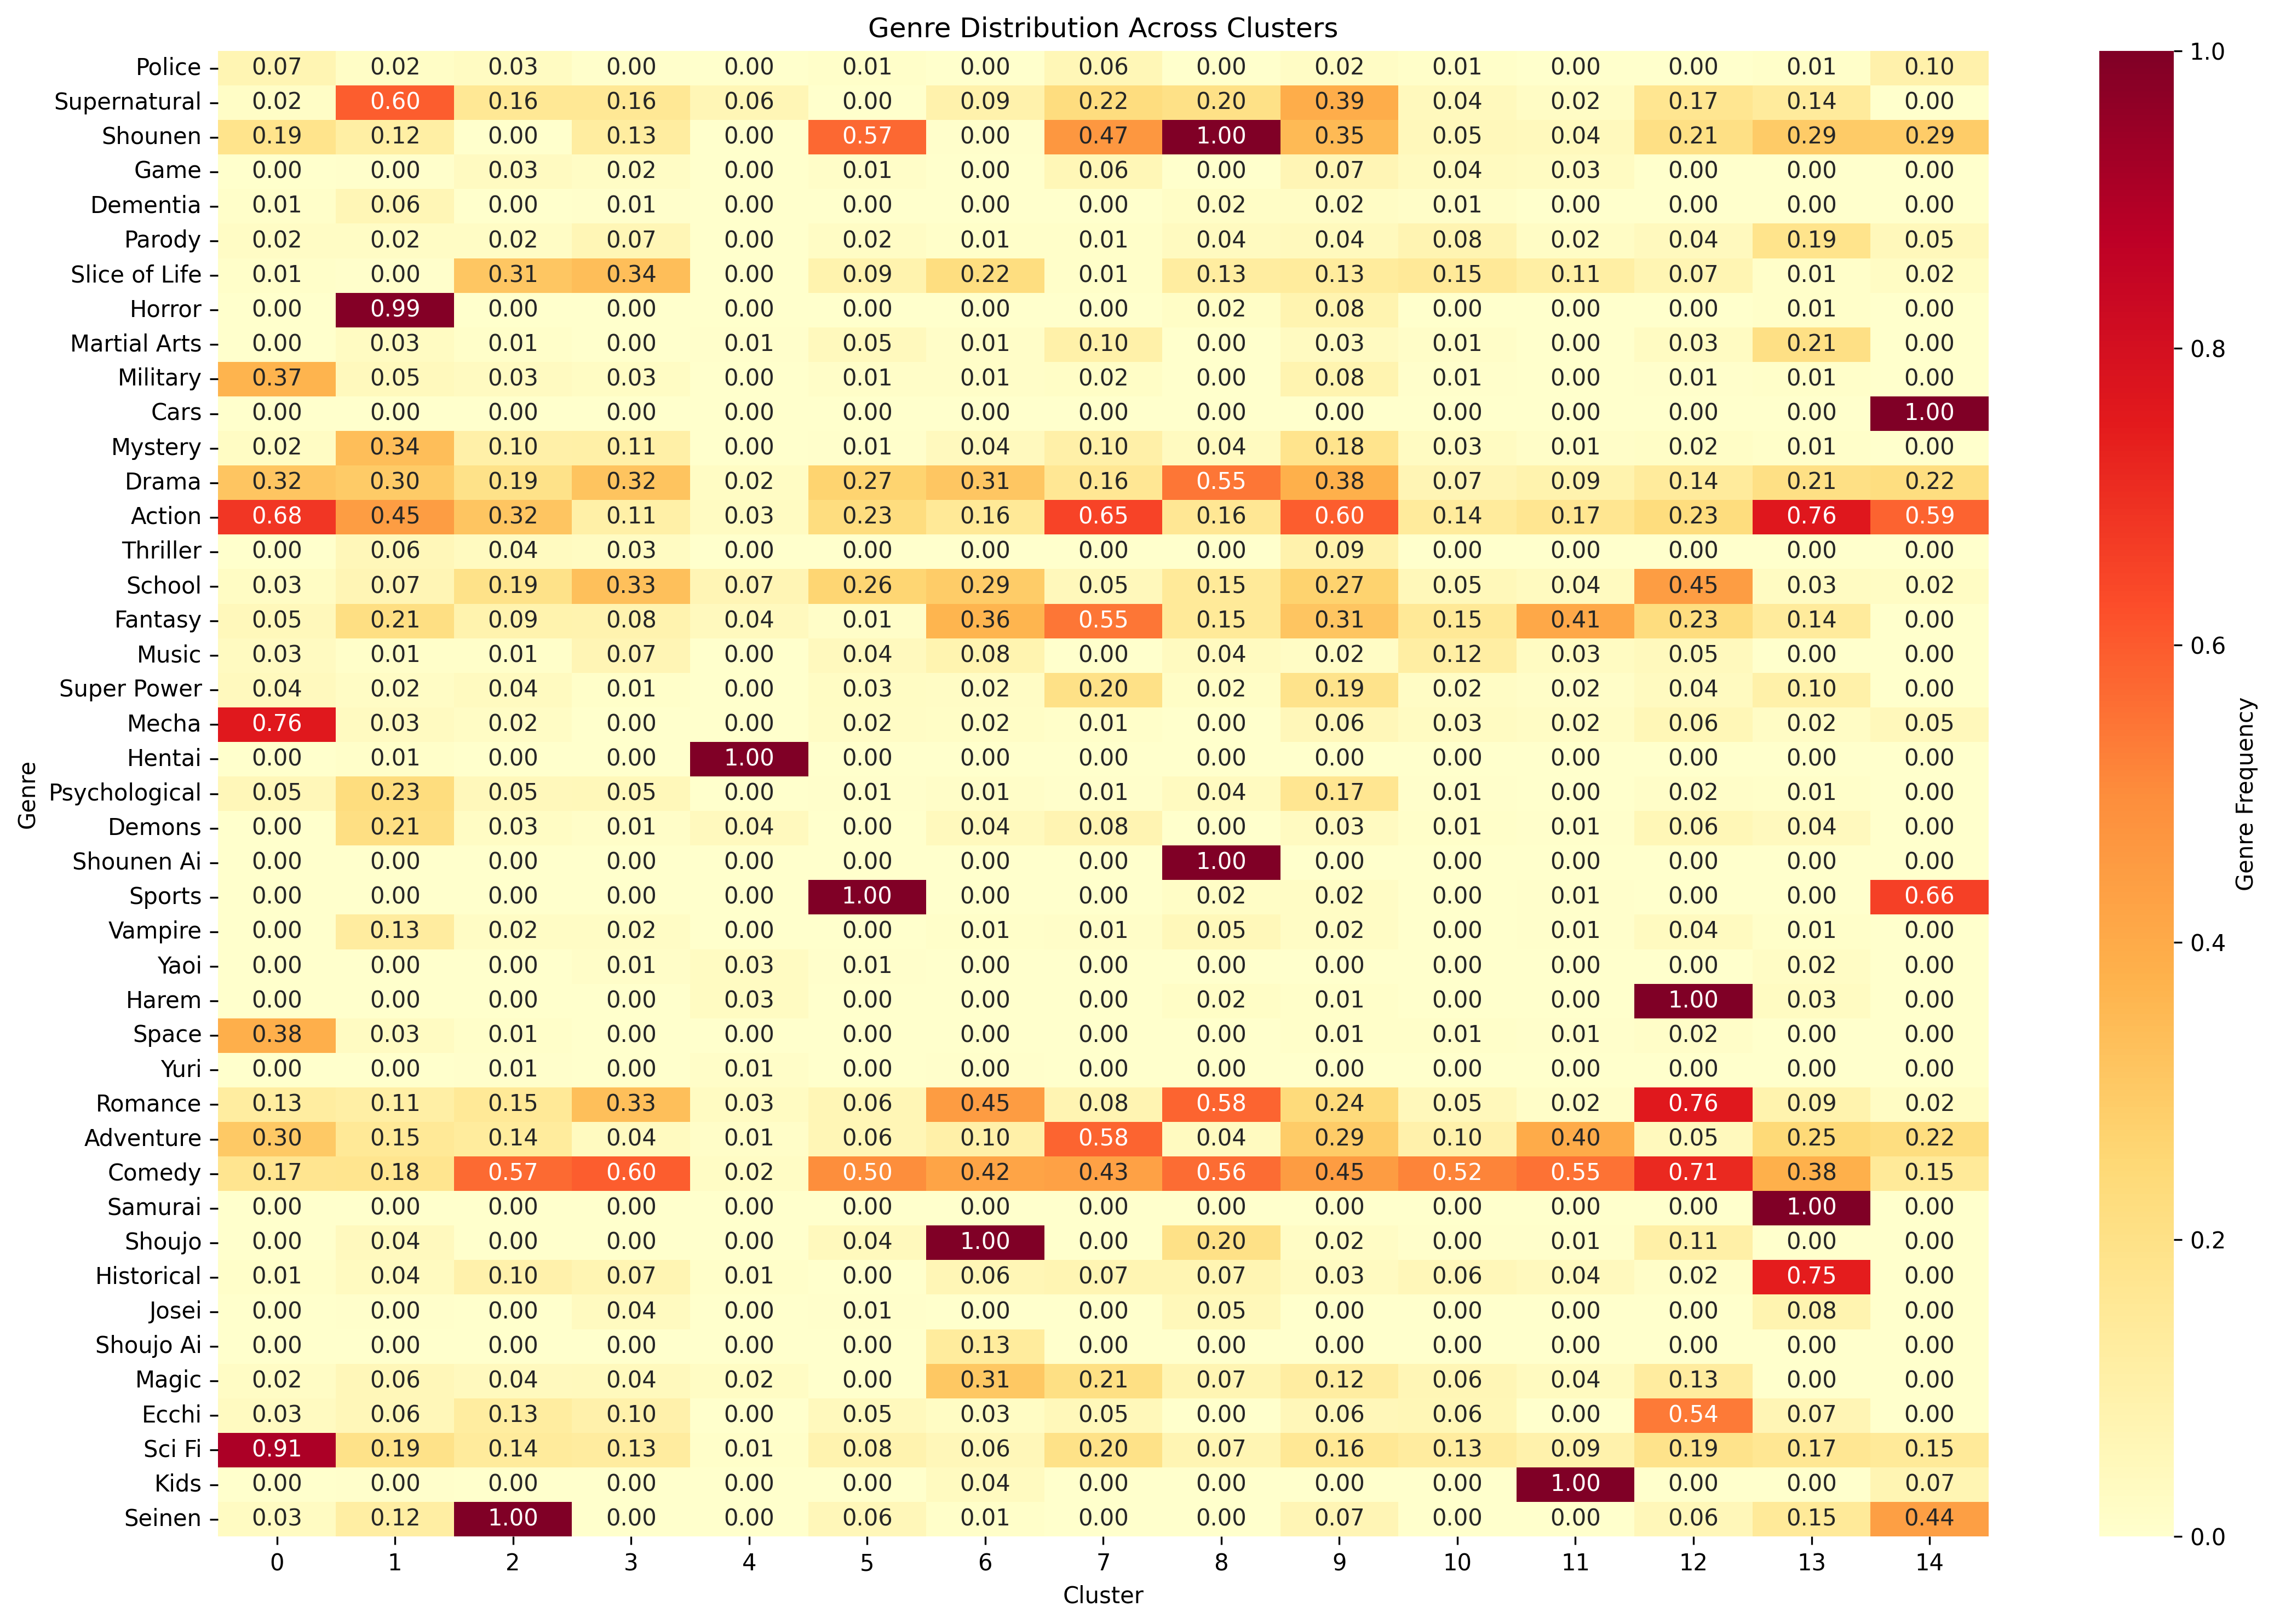 Genre Distribution Across Clusters
Police 0.07 0.02 0.03 0.00 0.00 0.01 0.00 0.06 0.00 0.02 0.01 0.00 0.00 0.01 0.10
Supernatural 0.02 0.60 0.16 0.16 0.06 0.00 0.09 0.22 0.20 0.39 0.04 0.02 0.17 0.14 0.00
Shounen 0.19 0.12 0.00 0.13 0.00 0.57 0.00 0.47 1.00 0.35 0.05 0.04 0.21 0.29 0.29
Game 0.00 0.00 0.03 0.02 0.00 0.01 0.00 0.06 0.00 0.07 0.04 0.03 0.00 0.00 0.00
Dementia 0.01 0.06 0.00 0.01 0.00 0.00 0.00 0.00 0.02 0.02 0.01 0.00 0.00 0.00 0.00
Parody 0.02 0.02 0.02 0.07 0.00 0.02 0.01 0.01 0.04 0.04 0.08 0.02 0.04 0.19 0.05
Slice of Life 0.01 0.00 0.31 0.34 0.00 0.09 0.22 0.01 0.13 0.13 0.15 0.11 0.07 0.01 0.02
Horror 0.00 0.99 0.00 0.00 0.00 0.00 0.00 0.00 0.02 0.08 0.00 0.00 0.00 0.01 0.00
Martial Arts 0.00 0.03 0.01 0.00 0.01 0.05 0.01 0.10 0.00 0.03 0.01 0.00 0.03 0.21 0.00
Military 0.37 0.05 0.03 0.03 0.00 0.01 0.01 0.02 0.00 0.08 0.01 0.00 0.01 0.01 0.00
Cars 0.00 0.00 0.00 0.00 0.00 0.00 0.00 0.00 0.00 0.00 0.00 0.00 0.00 0.00 1.00
Mystery 0.02 0.34 0.10 0.11 0.00 0.01 0.04 0.10 0.04 0.18 0.03 0.01 0.02 0.01 0.00
Drama 0.32 0.30 0.19 0.32 0.02 0.27 0.31 0.16 0.55 0.38 0.07 0.09 0.14 0.21 0.22
Action 0.68 0.45 0.32 0.11 0.03 0.23 0.16 0.65 0.16 0.60 0.14 0.17 0.23 0.76 0.59
Thriller 0.00 0.06 0.04 0.03 0.00 0.00 0.00 0.00 0.00 0.09 0.00 0.00 0.00 0.00 0.00
School 0.03 0.07 0.19 0.33 0.07 0.26 0.29 0.05 0.15 0.27 0.05 0.04 0.45 0.03 0.02
Fantasy 0.05 0.21 0.09 0.08 0.04 0.01 0.36 0.55 0.15 0.31 0.15 0.41 0.23 0.14 0.00
Music 0.03 0.01 0.01 0.07 0.00 0.04 0.08 0.00 0.04 0.02 0.12 0.03 0.05 0.00 0.00
Super Power 0.04 0.02 0.04 0.01 0.00 0.03 0.02 0.20 0.02 0.19 0.02 0.02 0.04 0.10 0.00
Mecha 0.76 0.03 0.02 0.00 0.00 0.02 0.02 0.01 0.00 0.06 0.03 0.02 0.06 0.02 0.05
Hentai 0.00 0.01 0.00 0.00 1.00 0.00 0.00 0.00 0.00 0.00 0.00 0.00 0.00 0.00 0.00
Psychological 0.05 0.23 0.05 0.05 0.00 0.01 0.01 0.01 0.04 0.17 0.01 0.00 0.02 0.01 0.00
Demons 0.00 0.21 0.03 0.01 0.04 0.00 0.04 0.08 0.00 0.03 0.01 0.01 0.06 0.04 0.00
Shounen Ai 0.00 0.00 0.00 0.00 0.00 0.00 0.00 0.00 1.00 0.00 0.00 0.00 0.00 0.00 0.00
Sports 0.00 0.00 0.00 0.00 0.00 1.00 0.00 0.00 0.02 0.02 0.00 0.01 0.00 0.00 0.66
Vampire 0.00 0.13 0.02 0.02 0.00 0.00 0.01 0.01 0.05 0.02 0.00 0.01 0.04 0.01 0.00
Yaoi 0.00 0.00 0.00 0.01 0.03 0.01 0.00 0.00 0.00 0.00 0.00 0.00 0.00 0.02 0.00
Harem 0.00 0.00 0.00 0.00 0.03 0.00 0.00 0.00 0.02 0.01 0.00 0.00 1.00 0.03 0.00
Space 0.38 0.03 0.01 0.00 0.00 0.00 0.00 0.00 0.00 0.01 0.01 0.01 0.02 0.00 0.00
Yuri 0.00 0.00 0.01 0.00 0.01 0.00 0.00 0.00 0.00 0.00 0.00 0.00 0.00 0.00 0.00
Romance 0.13 0.11 0.15 0.33 0.03 0.06 0.45 0.08 0.58 0.24 0.05 0.02 0.76 0.09 0.02
Adventure 0.30 0.15 0.14 0.04 0.01 0.06 0.10 0.58 0.04 0.29 0.10 0.40 0.05 0.25 0.22
Comedy 0.17 0.18 0.57 0.60 0.02 0.50 0.42 0.43 0.56 0.45 0.52 0.55 0.71 0.38 0.15
Samurai 0.00 0.00 0.00 0.00 0.00 0.00 0.00 0.00 0.00 0.00 0.00 0.00 0.00 1.00 0.00
Shoujo 0.00 0.04 0.00 0.00 0.00 0.04 1.00 0.00 0.20 0.02 0.00 0.01 0.11 0.00 0.00
Historical 0.01 0.04 0.10 0.07 0.01 0.00 0.06 0.07 0.07 0.03 0.06 0.04 0.02 0.75 0.00
Josei 0.00 0.00 0.00 0.04 0.00 0.01 0.00 0.00 0.05 0.00 0.00 0.00 0.00 0.08 0.00
Shoujo Ai 0.00 0.00 0.00 0.00 0.00 0.00 0.13 0.00 0.00 0.00 0.00 0.00 0.00 0.00 0.00
Magic 0.02 0.06 0.04 0.04 0.02 0.00 0.31 0.21 0.07 0.12 0.06 0.04 0.13 0.00 0.00
Ecchi 0.03 0.06 0.13 0.10 0.00 0.05 0.03 0.05 0.00 0.06 0.06 0.00 0.54 0.07 0.00
Sci Fi 0.91 0.19 0.14 0.13 0.01 0.08 0.06 0.20 0.07 0.16 0.13 0.09 0.19 0.17 0.15
Kids 0.00 0.00 0.00 0.00 0.00 0.00 0.04 0.00 0.00 0.00 0.00 1.00 0.00 0.00 0.07
Seinen 0.03 0.12 1.00 0.00 0.00 0.06 0.01 0.00 0.00 0.07 0.00 0.00 0.06 0.15 0.44
0 1 2 3 4 5 6 7 8 9 10 11 12 13 14
Cluster
Genre
1.0
0.8
0.6
0.4
0.2
0.0
Genre Frequency